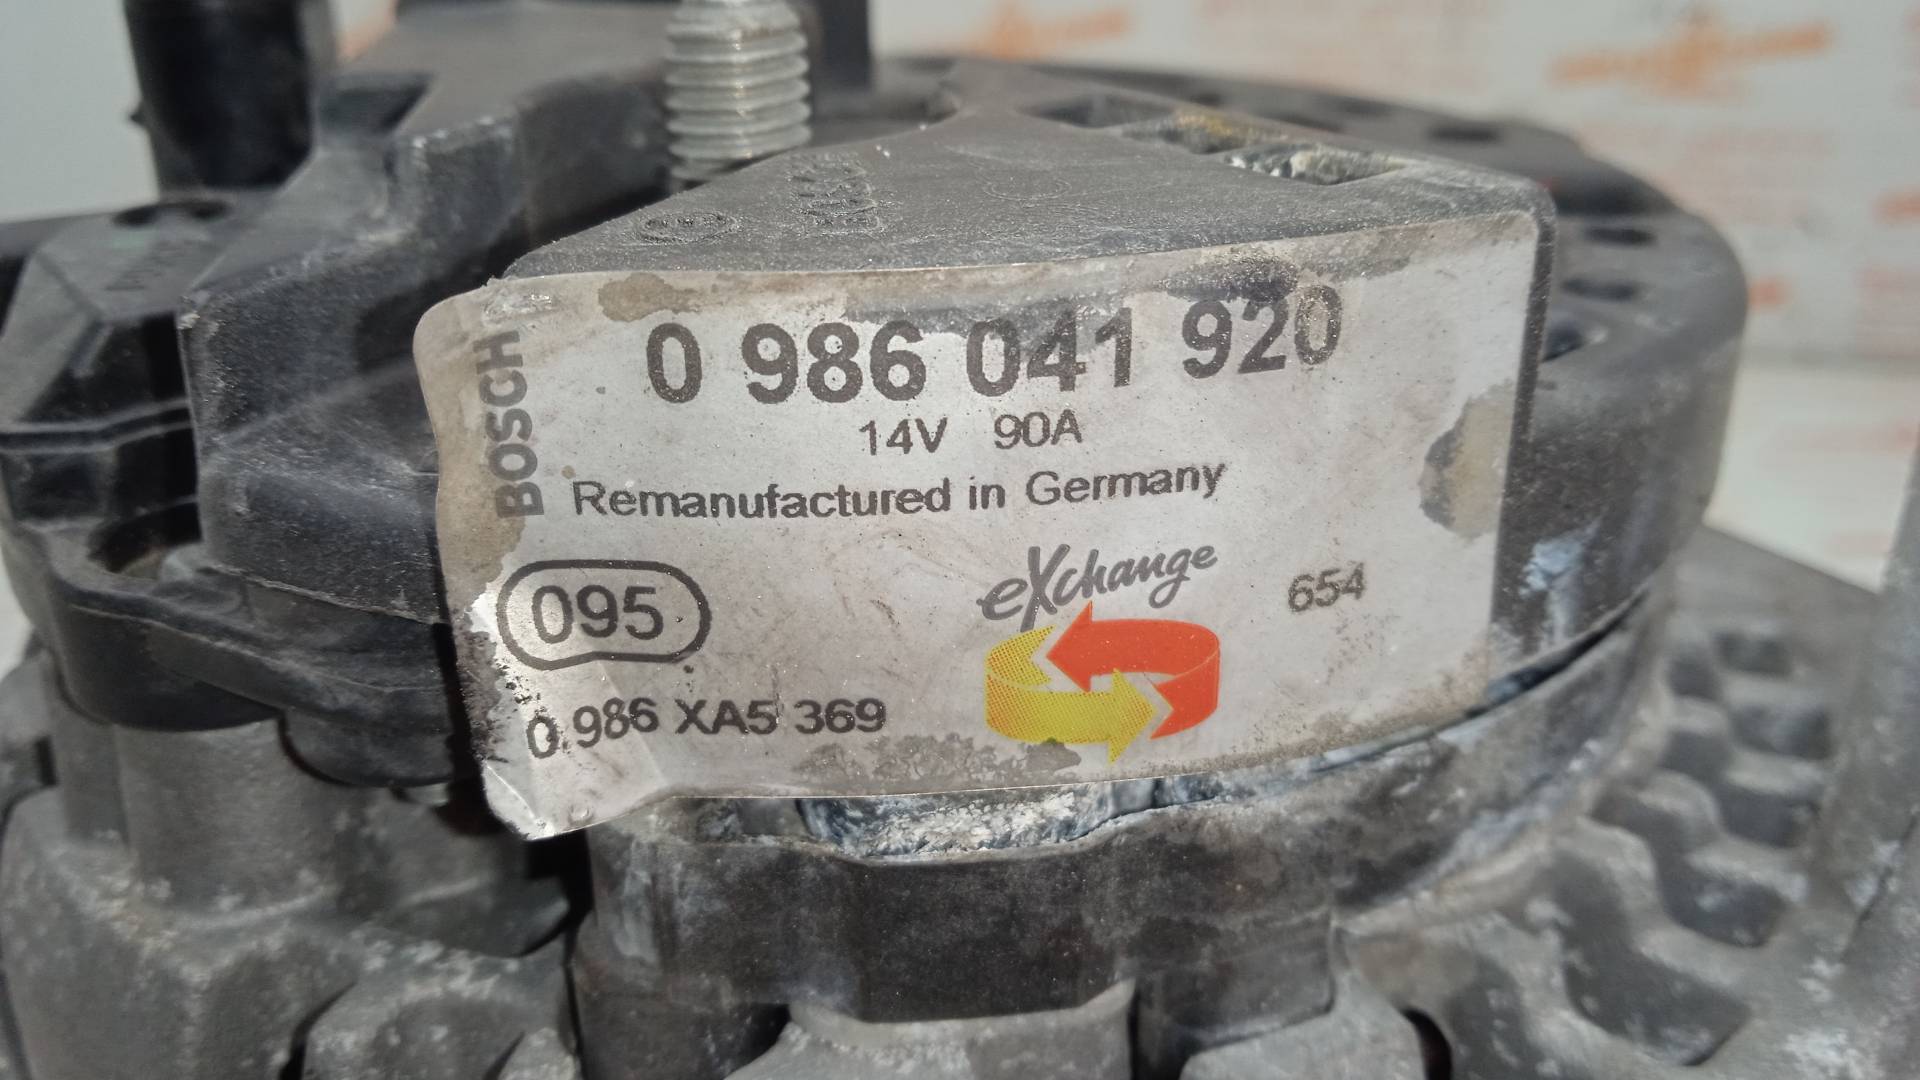 BOSCH
0 986 041 920
14V 90A
Remanufactured in Germany
095
eXchange
654
0 986 XA5 369